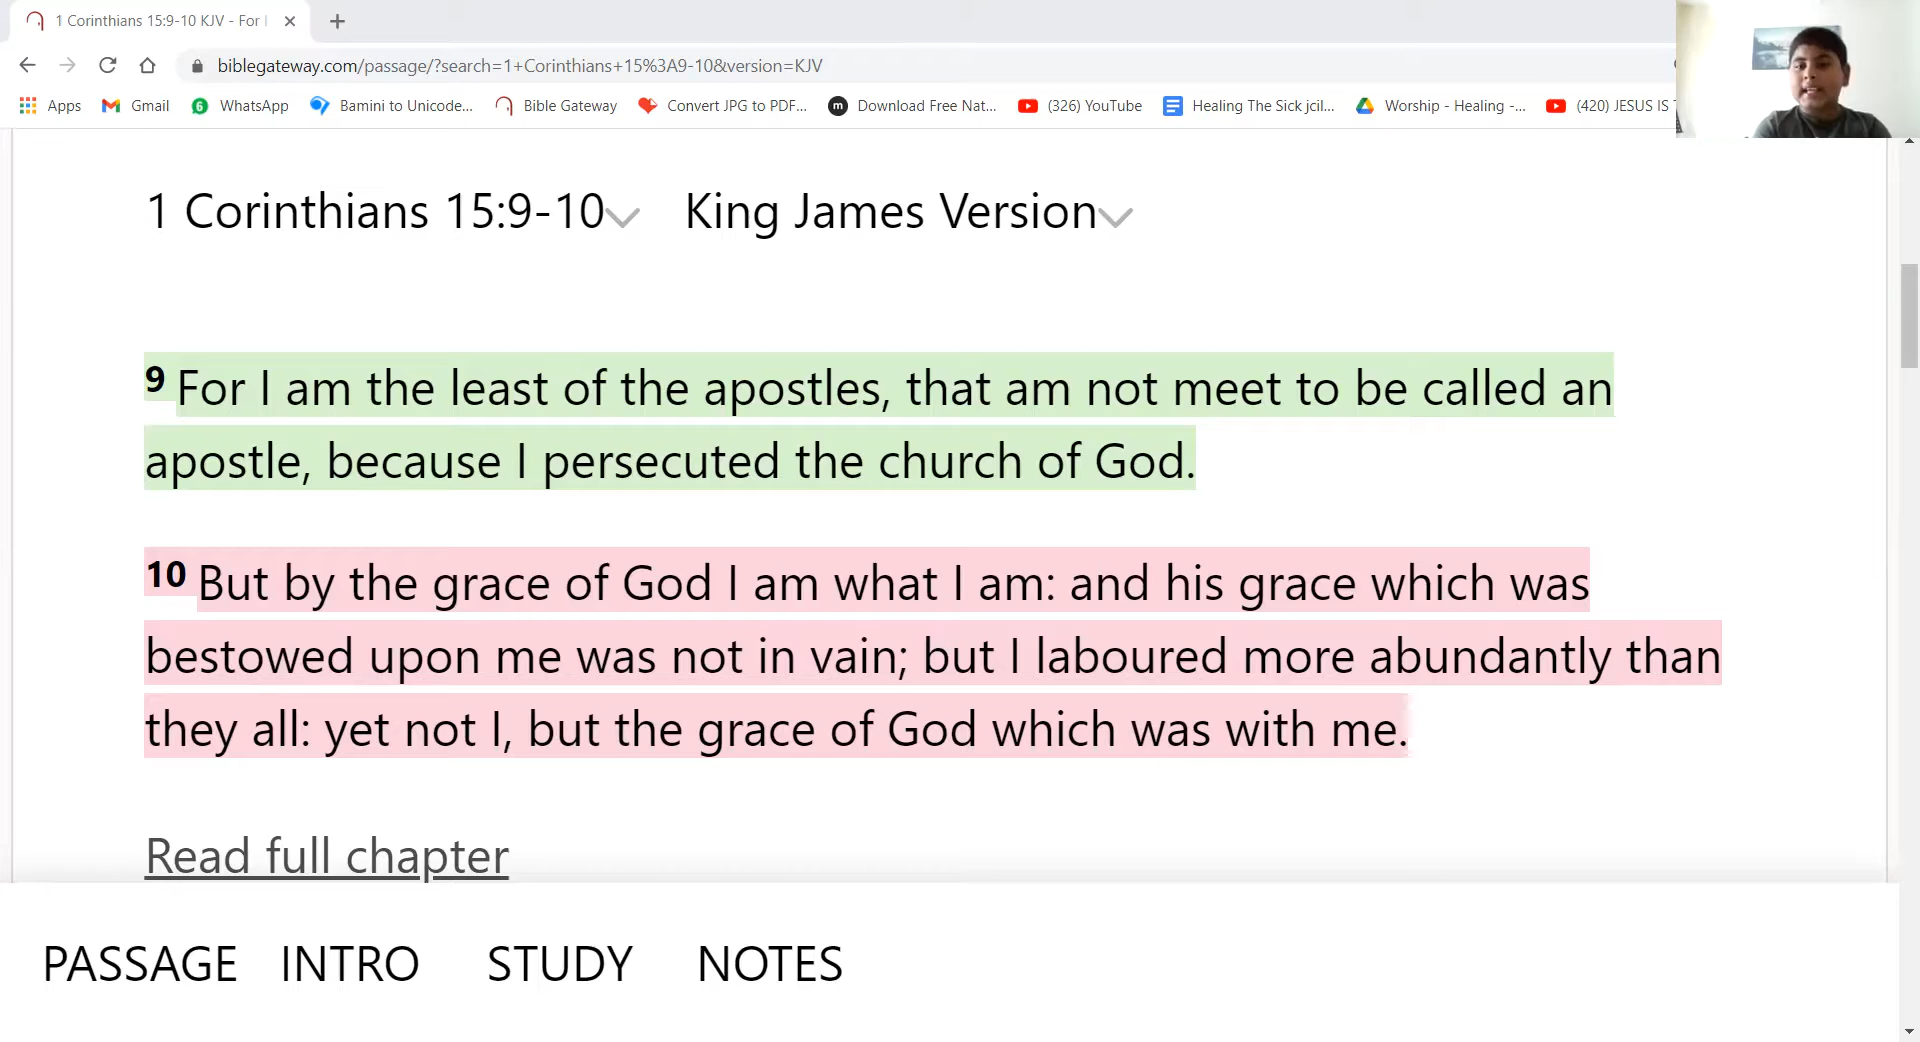 1 Corinthians 15:9-10 KJV - For I
biblegateway.com/passage/?search=1+Corinthians+15%3A9-10&version=KJV
Apps Gmail WhatsApp Bamini to Unicode... Bible Gateway Convert JPG to PDF... Download Free Nat... (326) YouTube Healing The Sick jcil... Worship - Healing -... (420) JESUS IS
1 Corinthians 15:9-10 King James Version
9 For I am the least of the apostles, that am not meet to be called an
apostle, because I persecuted the church of God.
10 But by the grace of God I am what I am: and his grace which was
bestowed upon me was not in vain; but I laboured more abundantly than
they all: yet not I, but the grace of God which was with me.
Read full chapter
PASSAGE INTRO STUDY NOTES